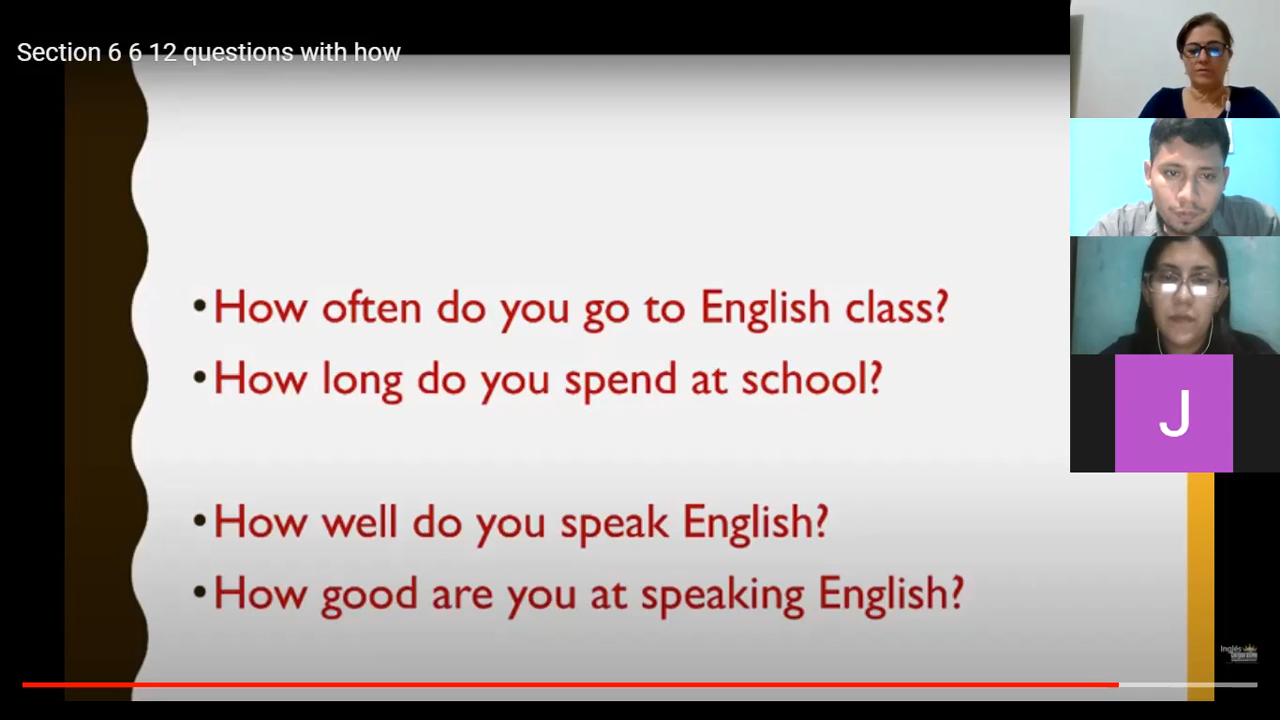 Section 6 6 12 questions with how
•How often do you go to English class?
•How long do you spend at school?
•How well do you speak English?
•How good are you at speaking English?
J
Inglés